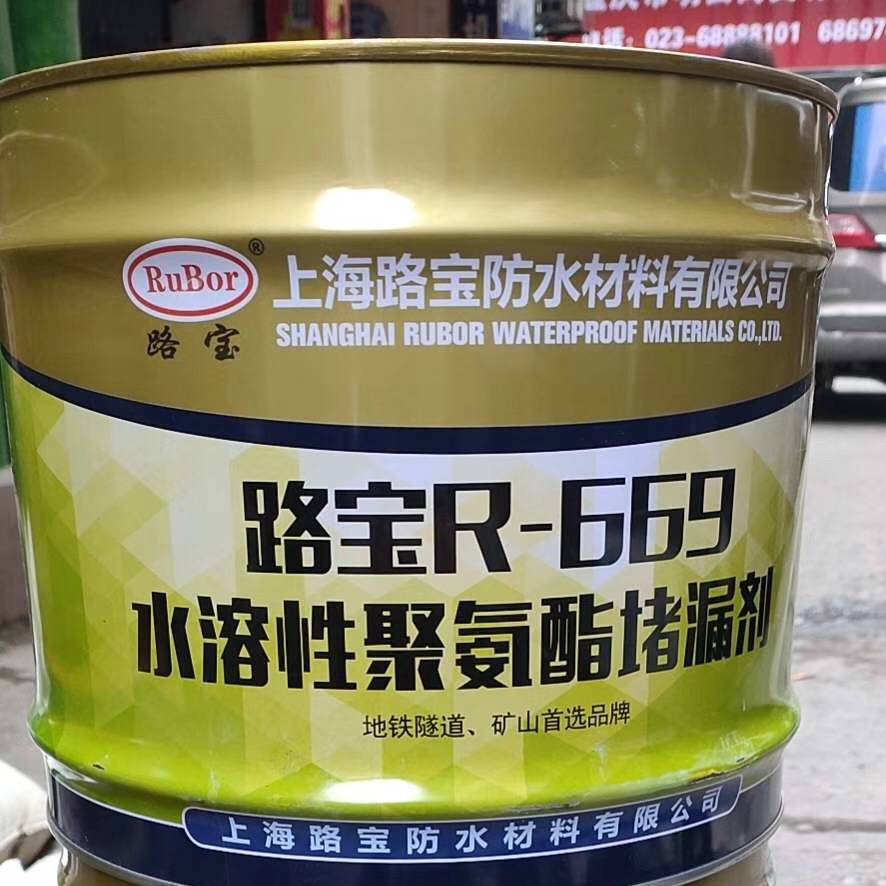 023-68888101
RuBor®
路宝
上海路宝防水材料有限公司
SHANGHAI RUBOR WATERPROOF MATERIALS CO.,LTD.
路宝R-669
水溶性聚氨酯堵漏剂
地铁隧道、矿山首选品牌
上海路宝防水材料有限公司